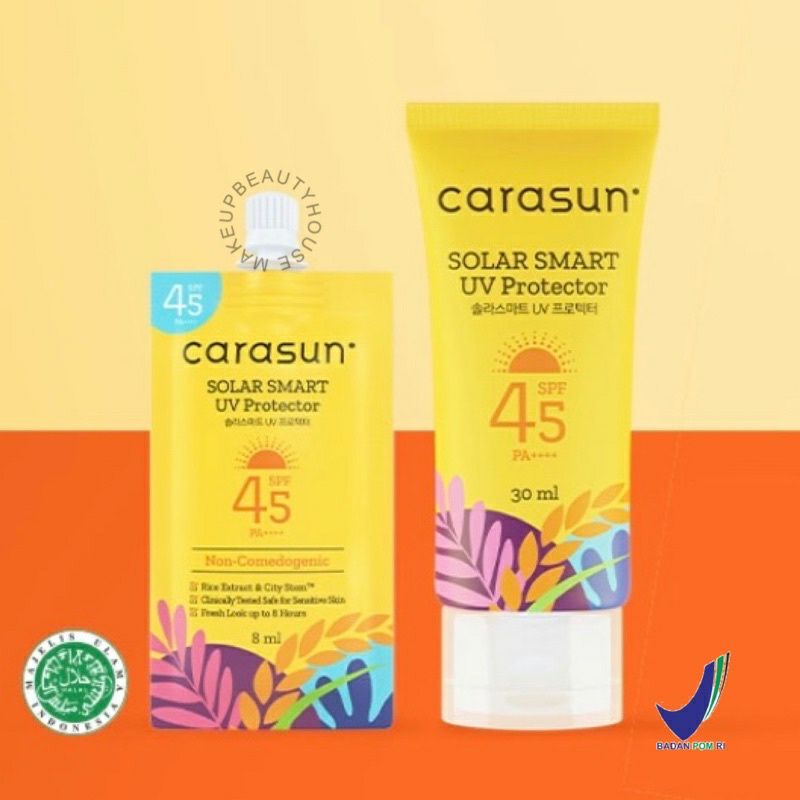 MAKEUPBEAUTYHOUSE
SPF
45
PA++++
carasun
SOLAR SMART
UV Protector
솔라스마트 UV 프로텍터
SPF
45
PA++++
Non-Comedogenic
Rice Extract & City Stem™
Clinically Tested Safe for Sensitive Skin
Fresh Look up to 8 Hours
8 ml
carasun
SOLAR SMART
UV Protector
솔라스마트 UV 프로텍터
SPF
45
PA++++
30 ml
MAJELIS ULAMA
INDONESIA
حلال
HALAL
BADAN POM RI